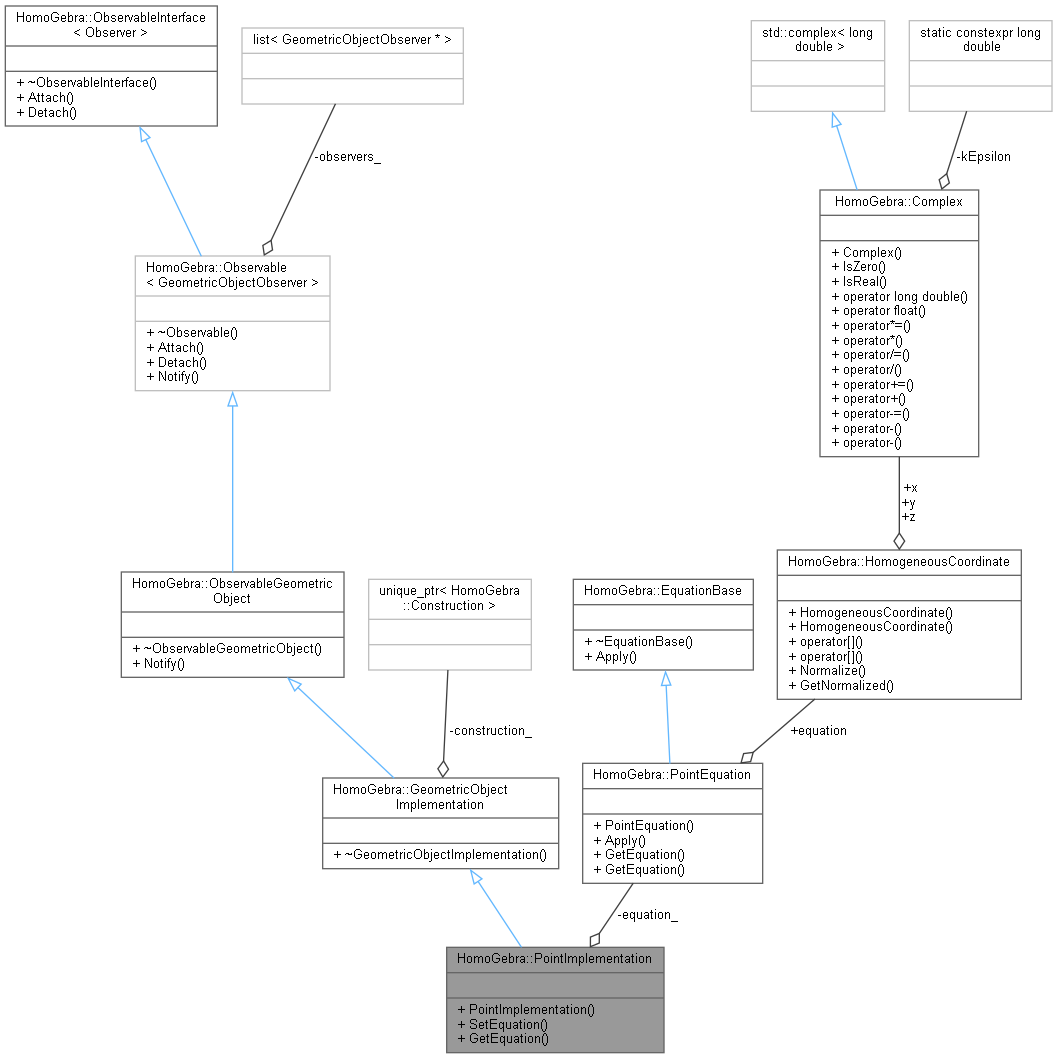 HomoGebra::ObservableInterface
< Observer >
+ ~ObservableInterface()
+ Attach()
+ Detach()
list< GeometricObjectObserver * >
std::complex< long
double >
static constexpr long
double
-observers_
-kEpsilon
HomoGebra::Complex
+ Complex()
+ IsZero()
+ IsReal()
+ operator long double()
+ operator float()
+ operator*=()
+ operator*()
+ operator/=()
+ operator/()
+ operator+=()
+ operator+()
+ operator-=()
+ operator-()
+ operator-()
HomoGebra::Observable
< GeometricObjectObserver >
+ ~Observable()
+ Attach()
+ Detach()
+ Notify()
+x
+y
+z
HomoGebra::HomogeneousCoordinate
+ HomogeneousCoordinate()
+ HomogeneousCoordinate()
+ operator[]()
+ operator[]()
+ Normalize()
+ GetNormalized()
HomoGebra::ObservableGeometric
Object
+ ~ObservableGeometricObject()
+ Notify()
unique_ptr< HomoGebra
::Construction >
HomoGebra::EquationBase
+ ~EquationBase()
+ Apply()
-construction_
+equation
HomoGebra::GeometricObject
Implementation
+ ~GeometricObjectImplementation()
HomoGebra::PointEquation
+ PointEquation()
+ Apply()
+ GetEquation()
+ GetEquation()
-equation_
HomoGebra::PointImplementation
+ PointImplementation()
+ SetEquation()
+ GetEquation()